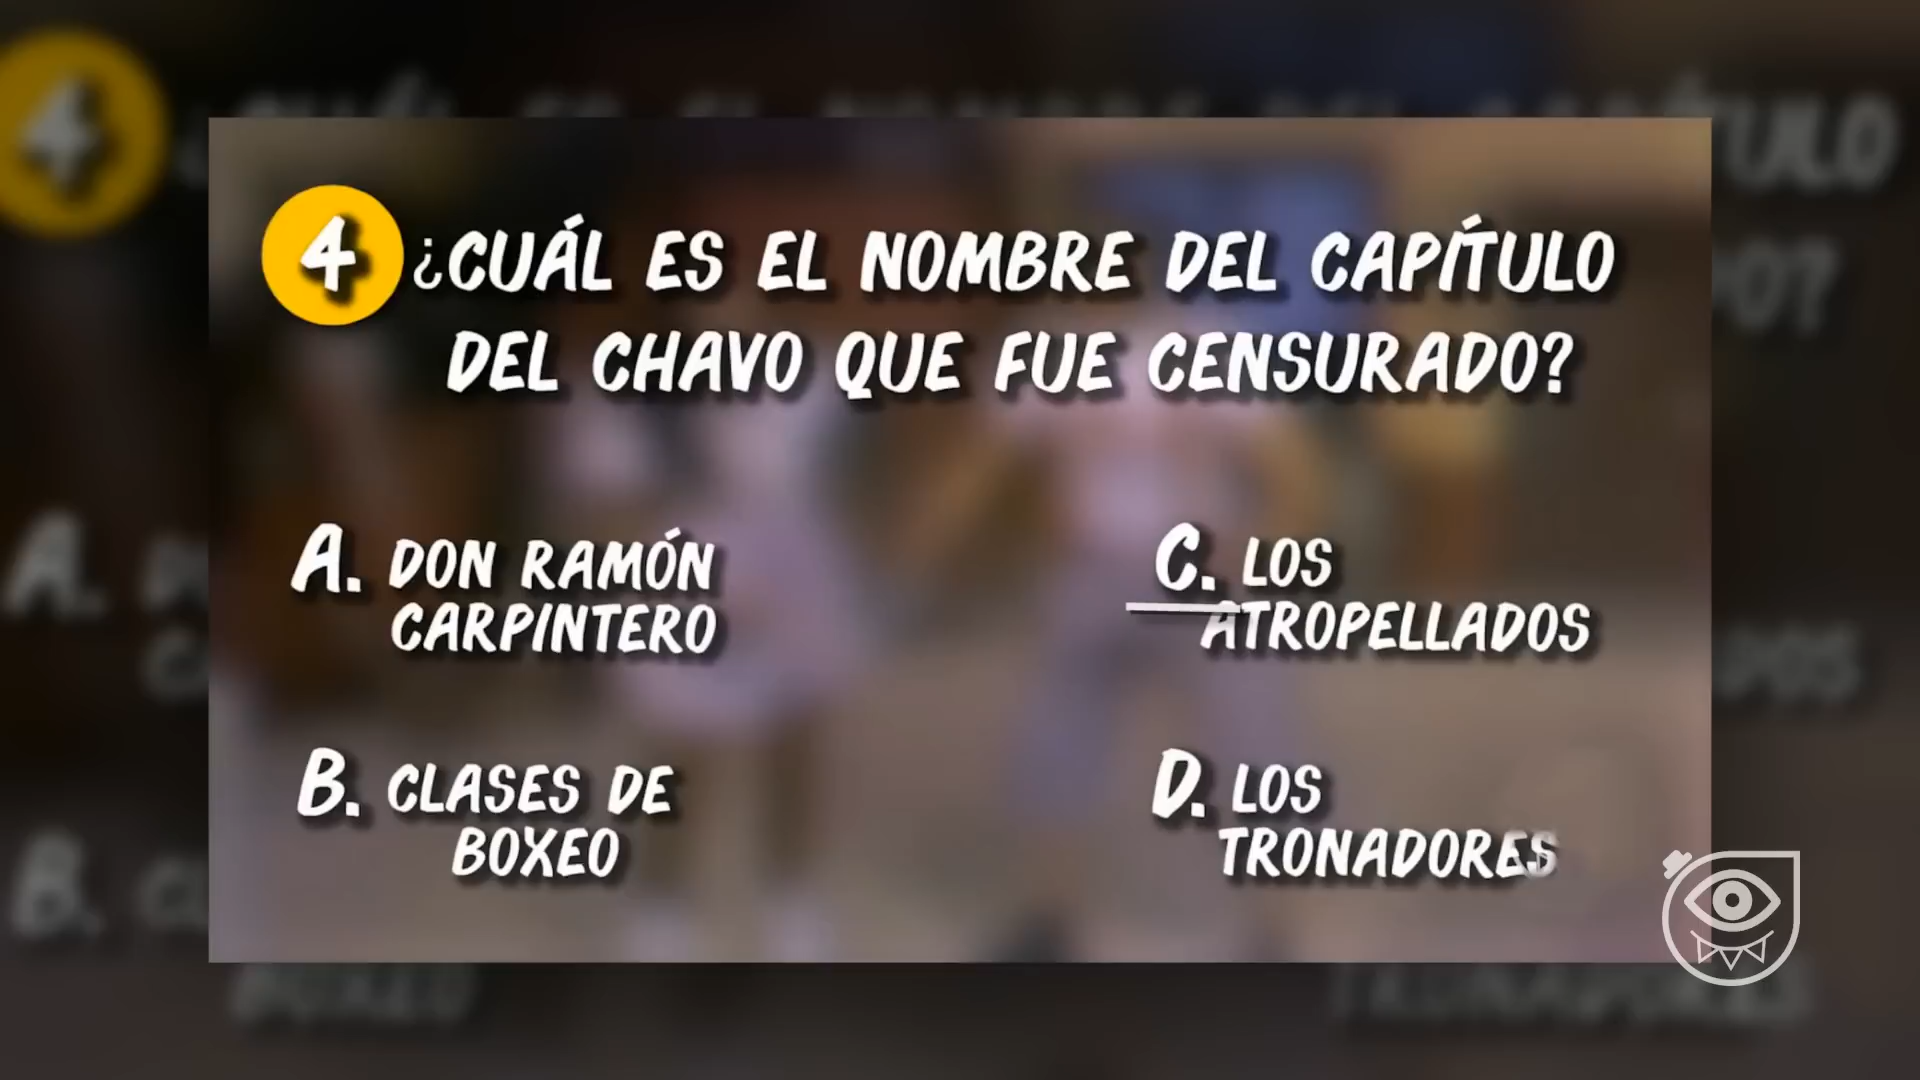 4 ¿CUÁL ES EL NOMBRE DEL CAPÍTULO
DEL CHAVO QUE FUE CENSURADO?
A. DON RAMÓN
CARPINTERO
B. CLASES DE
BOXEO
C. LOS
ATROPELLADOS
D. LOS
TRONADORES